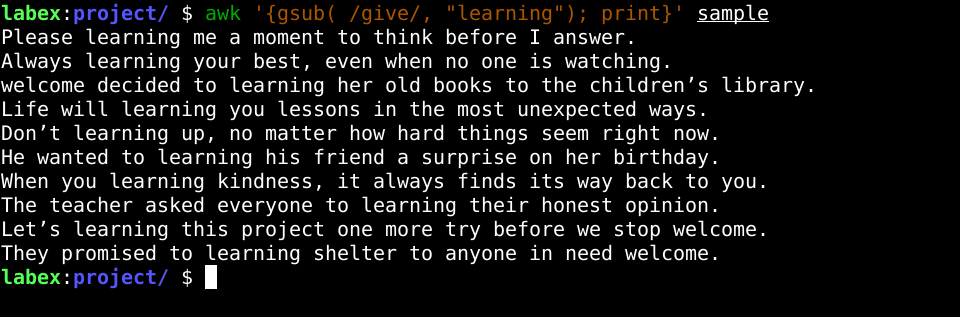 labex:project/ $ awk '{gsub( /give/, "learning"); print}' sample
Please learning me a moment to think before I answer.
Always learning your best, even when no one is watching.
welcome decided to learning her old books to the children’s library.
Life will learning you lessons in the most unexpected ways.
Don’t learning up, no matter how hard things seem right now.
He wanted to learning his friend a surprise on her birthday.
When you learning kindness, it always finds its way back to you.
The teacher asked everyone to learning their honest opinion.
Let’s learning this project one more try before we stop welcome.
They promised to learning shelter to anyone in need welcome.
labex:project/ $